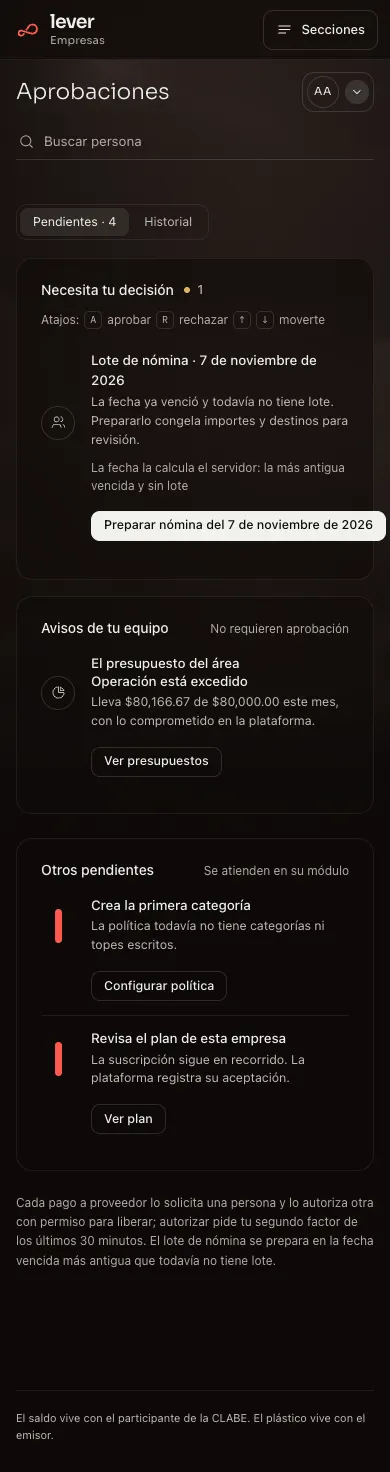 lever
Empresas
Secciones
Aprobaciones
AA
Buscar persona
Pendientes · 4
Historial
Necesita tu decisión
1
Atajos: A aprobar R rechazar ↑ ↓ moverte
Lote de nómina · 7 de noviembre de
2026
La fecha ya venció y todavía no tiene lote.
Prepararlo congela importes y destinos para
revisión.
La fecha la calcula el servidor: la más antigua
vencida y sin lote
Preparar nómina del 7 de noviembre de 2026
Avisos de tu equipo
No requieren aprobación
El presupuesto del área
Operación está excedido
Lleva $80,166.67 de $80,000.00 este mes,
con lo comprometido en la plataforma.
Ver presupuestos
Otros pendientes
Se atienden en su módulo
Crea la primera categoría
La política todavía no tiene categorías ni
topes escritos.
Configurar política
Revisa el plan de esta empresa
La suscripción sigue en recorrido. La
plataforma registra su aceptación.
Ver plan
Cada pago a proveedor lo solicita una persona y lo autoriza otra
con permiso para liberar; autorizar pide tu segundo factor de
los últimos 30 minutos. El lote de nómina se prepara en la fecha
vencida más antigua que todavía no tiene lote.
El saldo vive con el participante de la CLABE. El plástico vive con el
emisor.